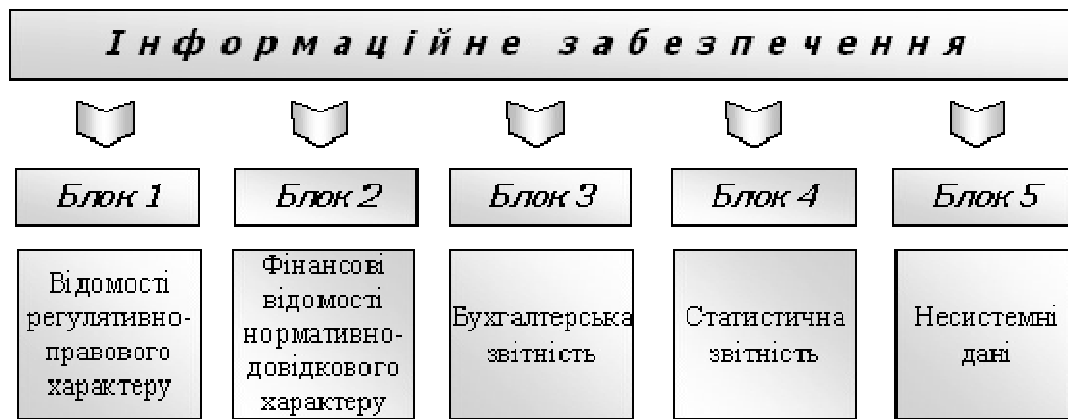 Інформаційне забезпечення
Блок 1
Блок 2
Блок 3
Блок 4
Блок 5
Відомості
регулятивно-
правового
характеру
Фінансові
відомості
нормативно-
довідкового
характеру
Бухгалтерська
звітність
Статистична
звітність
Несистемні
дані